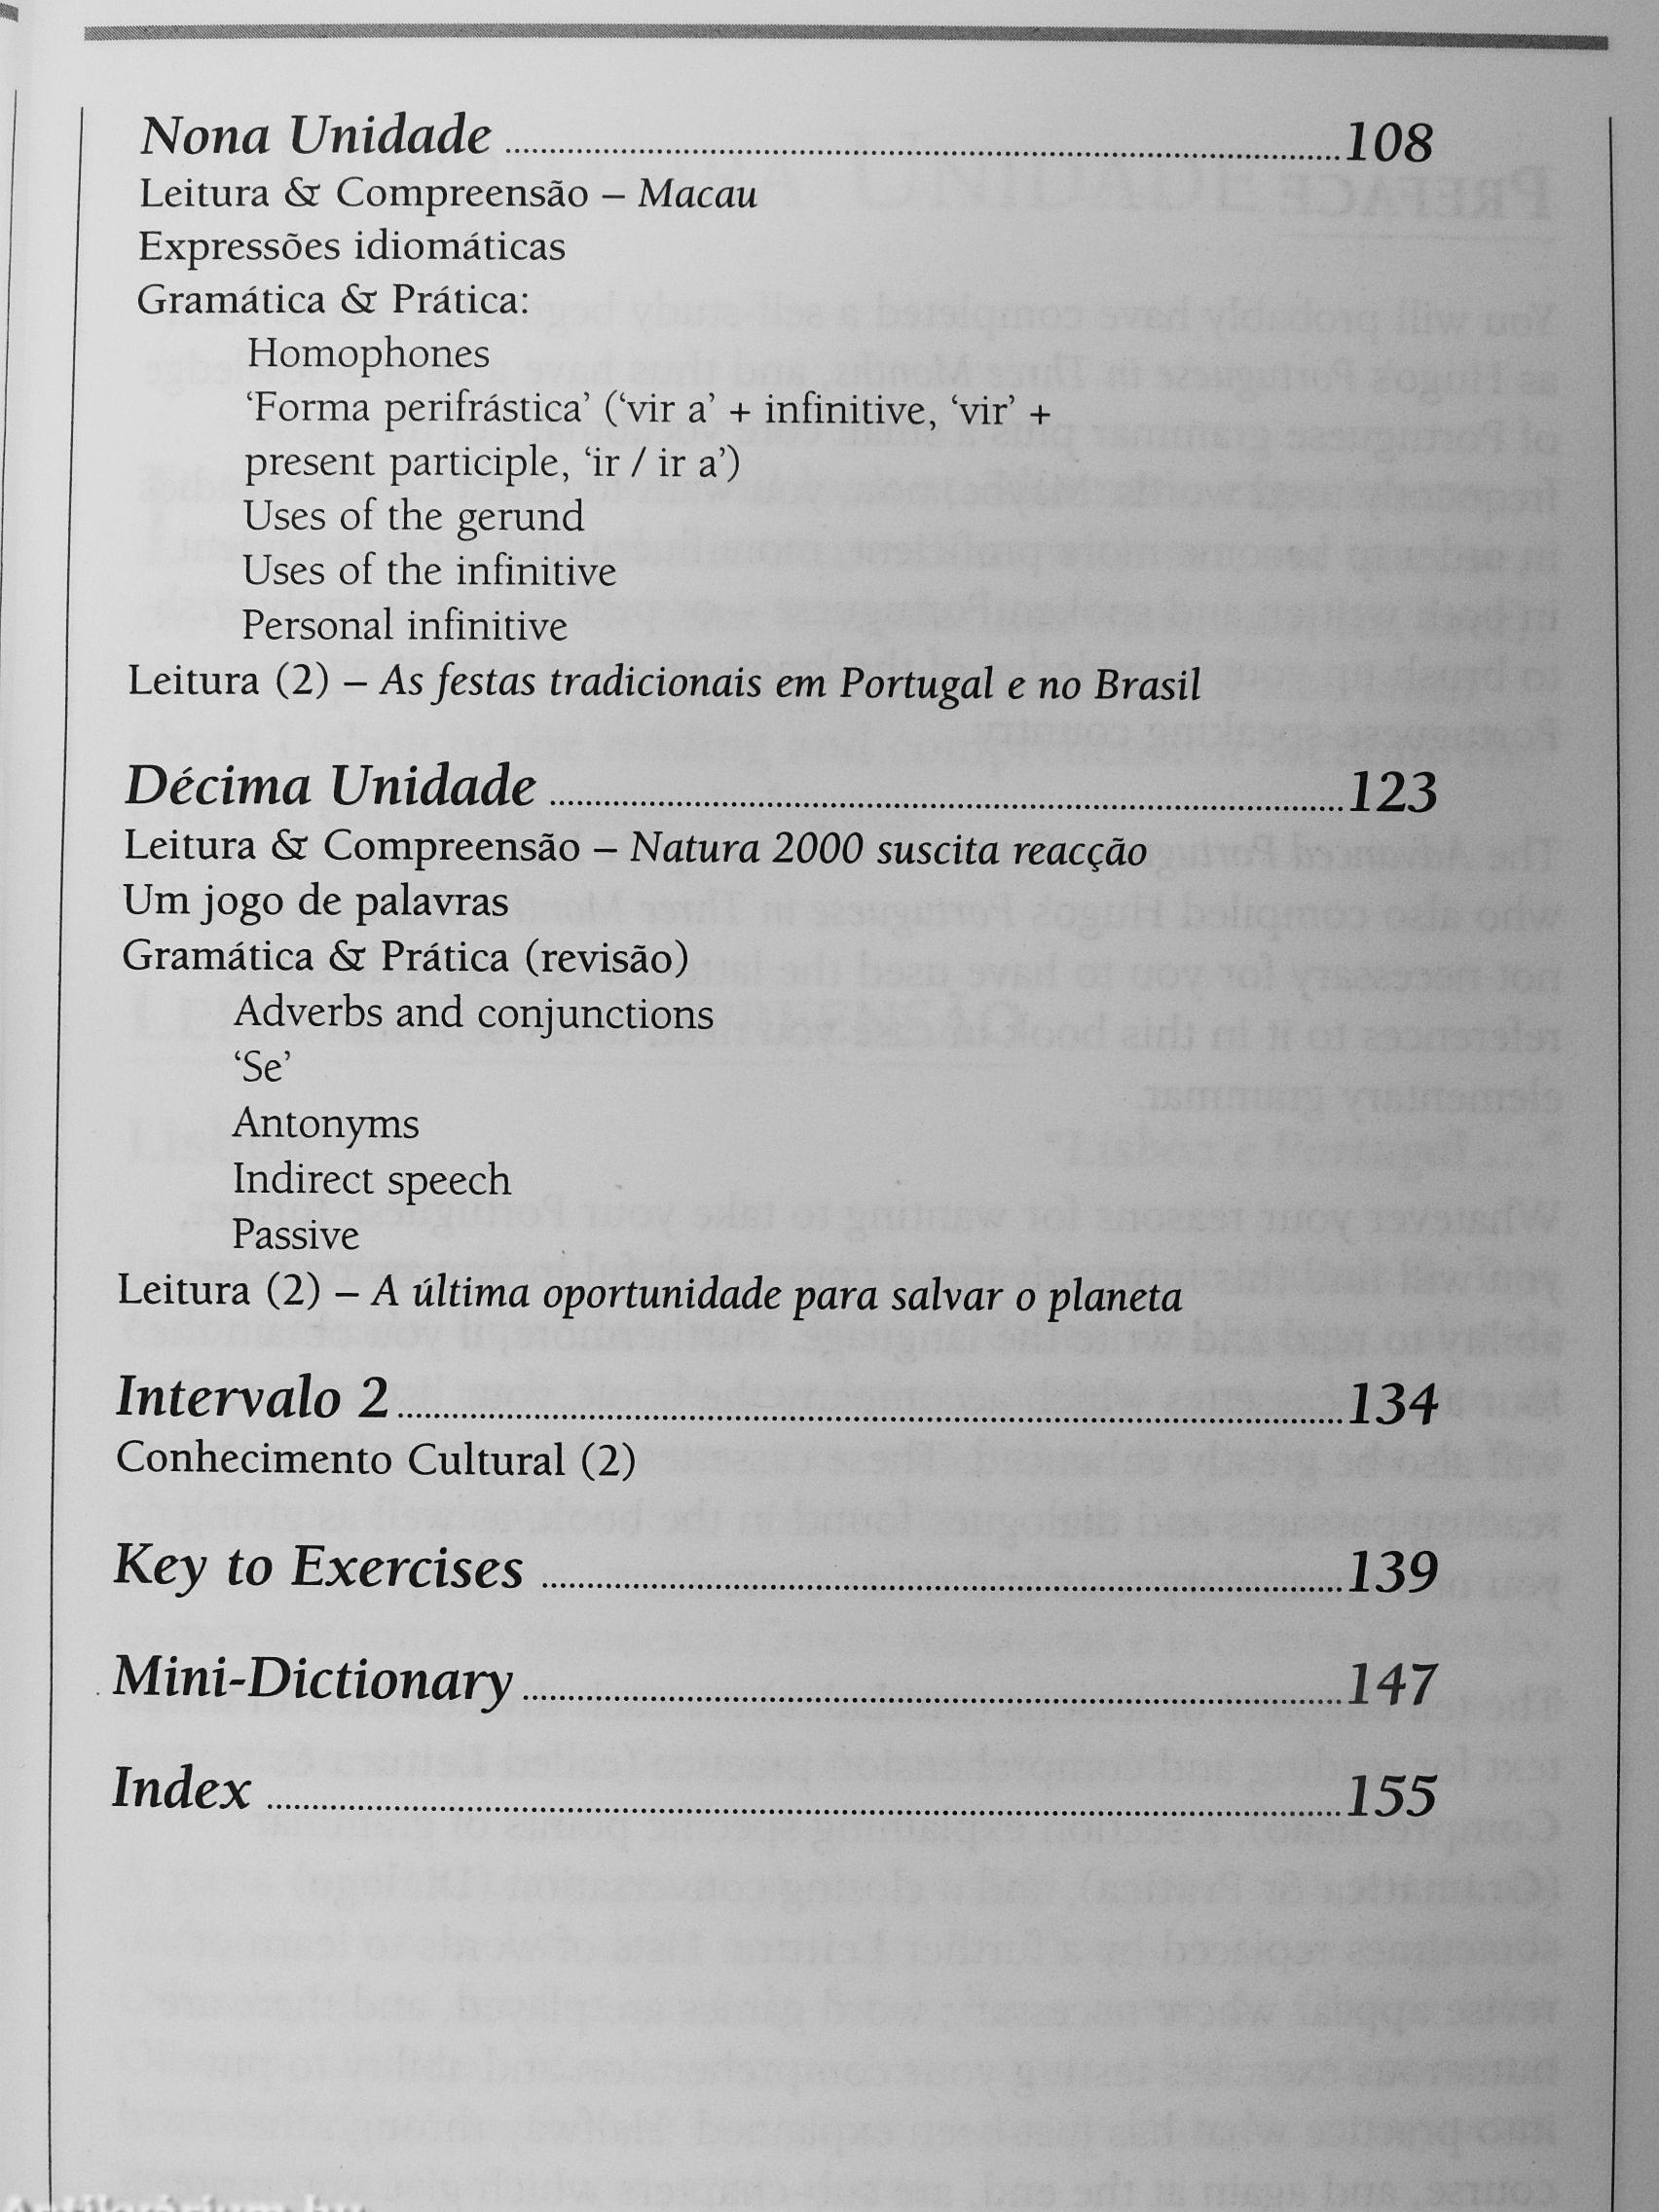 Nona Unidade ........................................ 108
Leitura & Compreensão – Macau
Expressões idiomáticas
Gramática & Prática:
Homophones
‘Forma perifrástica’ (‘vir a’ + infinitive, ‘vir’ +
present participle, ‘ir / ir a’)
Uses of the gerund
Uses of the infinitive
Personal infinitive
Leitura (2) – As festas tradicionais em Portugal e no Brasil
Décima Unidade ........................................ 123
Leitura & Compreensão – Natura 2000 suscita reacção
Um jogo de palavras
Gramática & Prática (revisão)
Adverbs and conjunctions
‘Se’
Antonyms
Indirect speech
Passive
Leitura (2) – A última oportunidade para salvar o planeta
Intervalo 2 ........................................ 134
Conhecimento Cultural (2)
Key to Exercises ........................................ 139
Mini-Dictionary ........................................ 147
Index ........................................ 155